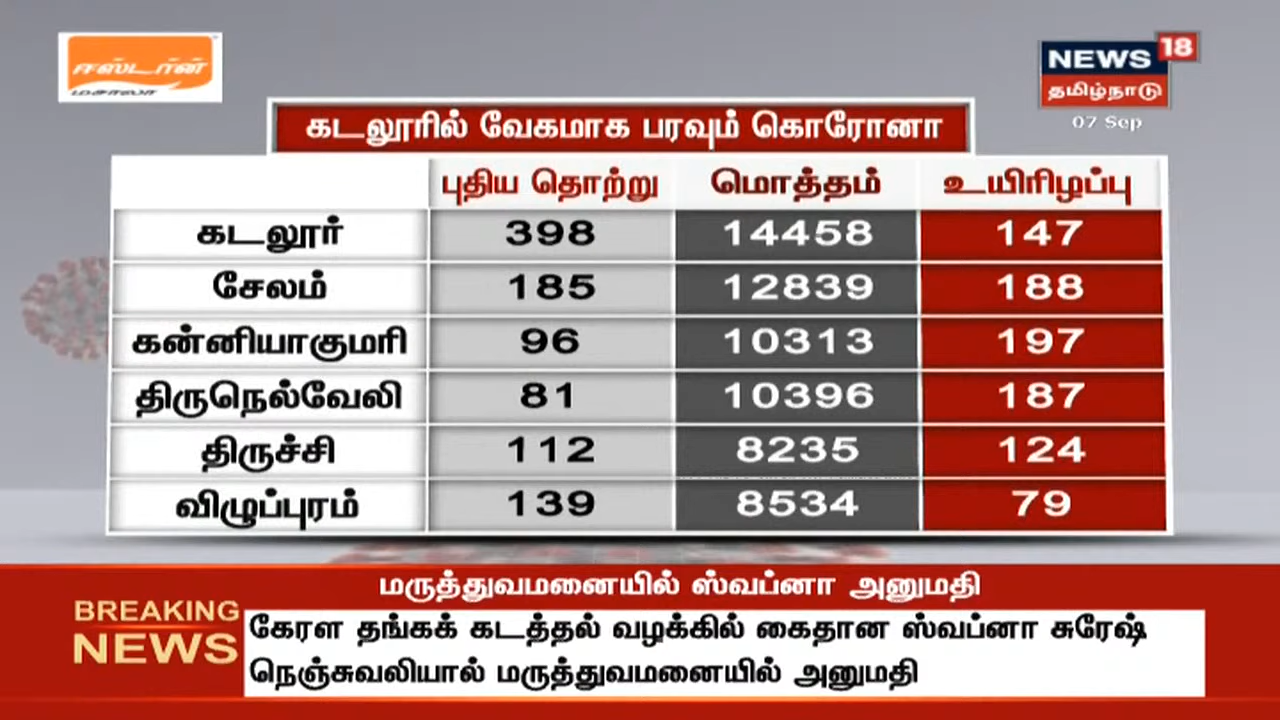 ஈஸ்டர்ன்
மசாலா
NEWS 18
தமிழ்நாடு
07 Sep
கடலூரில் வேகமாக பரவும் கொரோனா
புதிய தொற்று மொத்தம் உயிரிழப்பு
கடலூர் 398 14458 147
சேலம் 185 12839 188
கன்னியாகுமரி 96 10313 197
திருநெல்வேலி 81 10396 187
திருச்சி 112 8235 124
விழுப்புரம் 139 8534 79
மருத்துவமனையில் ஸ்வப்னா அனுமதி
BREAKING
NEWS
கேரள தங்கக் கடத்தல் வழக்கில் கைதான ஸ்வப்னா சுரேஷ்
நெஞ்சுவலியால் மருத்துவமனையில் அனுமதி